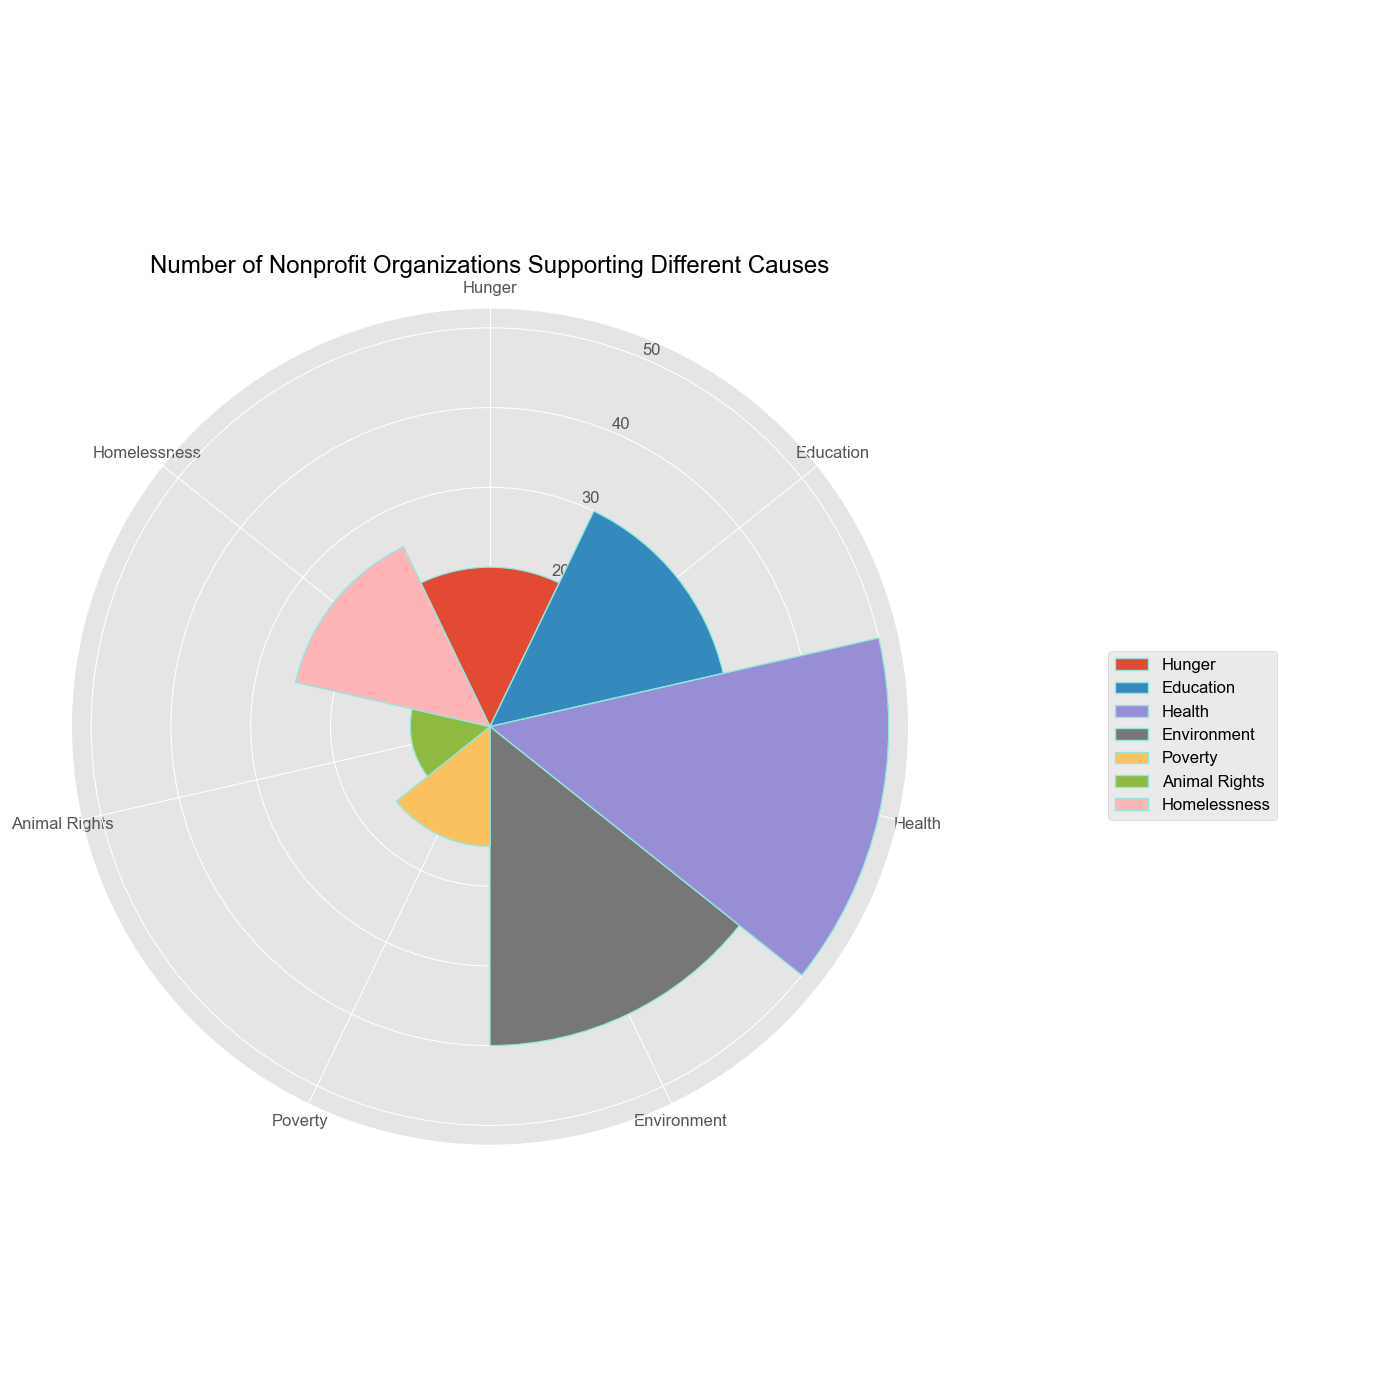 Number of Nonprofit Organizations Supporting Different Causes
Hunger
50
40
Homelessness
Education
30
20
Hunger
Education
Health
Environment
Poverty
Animal Rights
Homelessness
Animal Rights
Health
Poverty
Environment